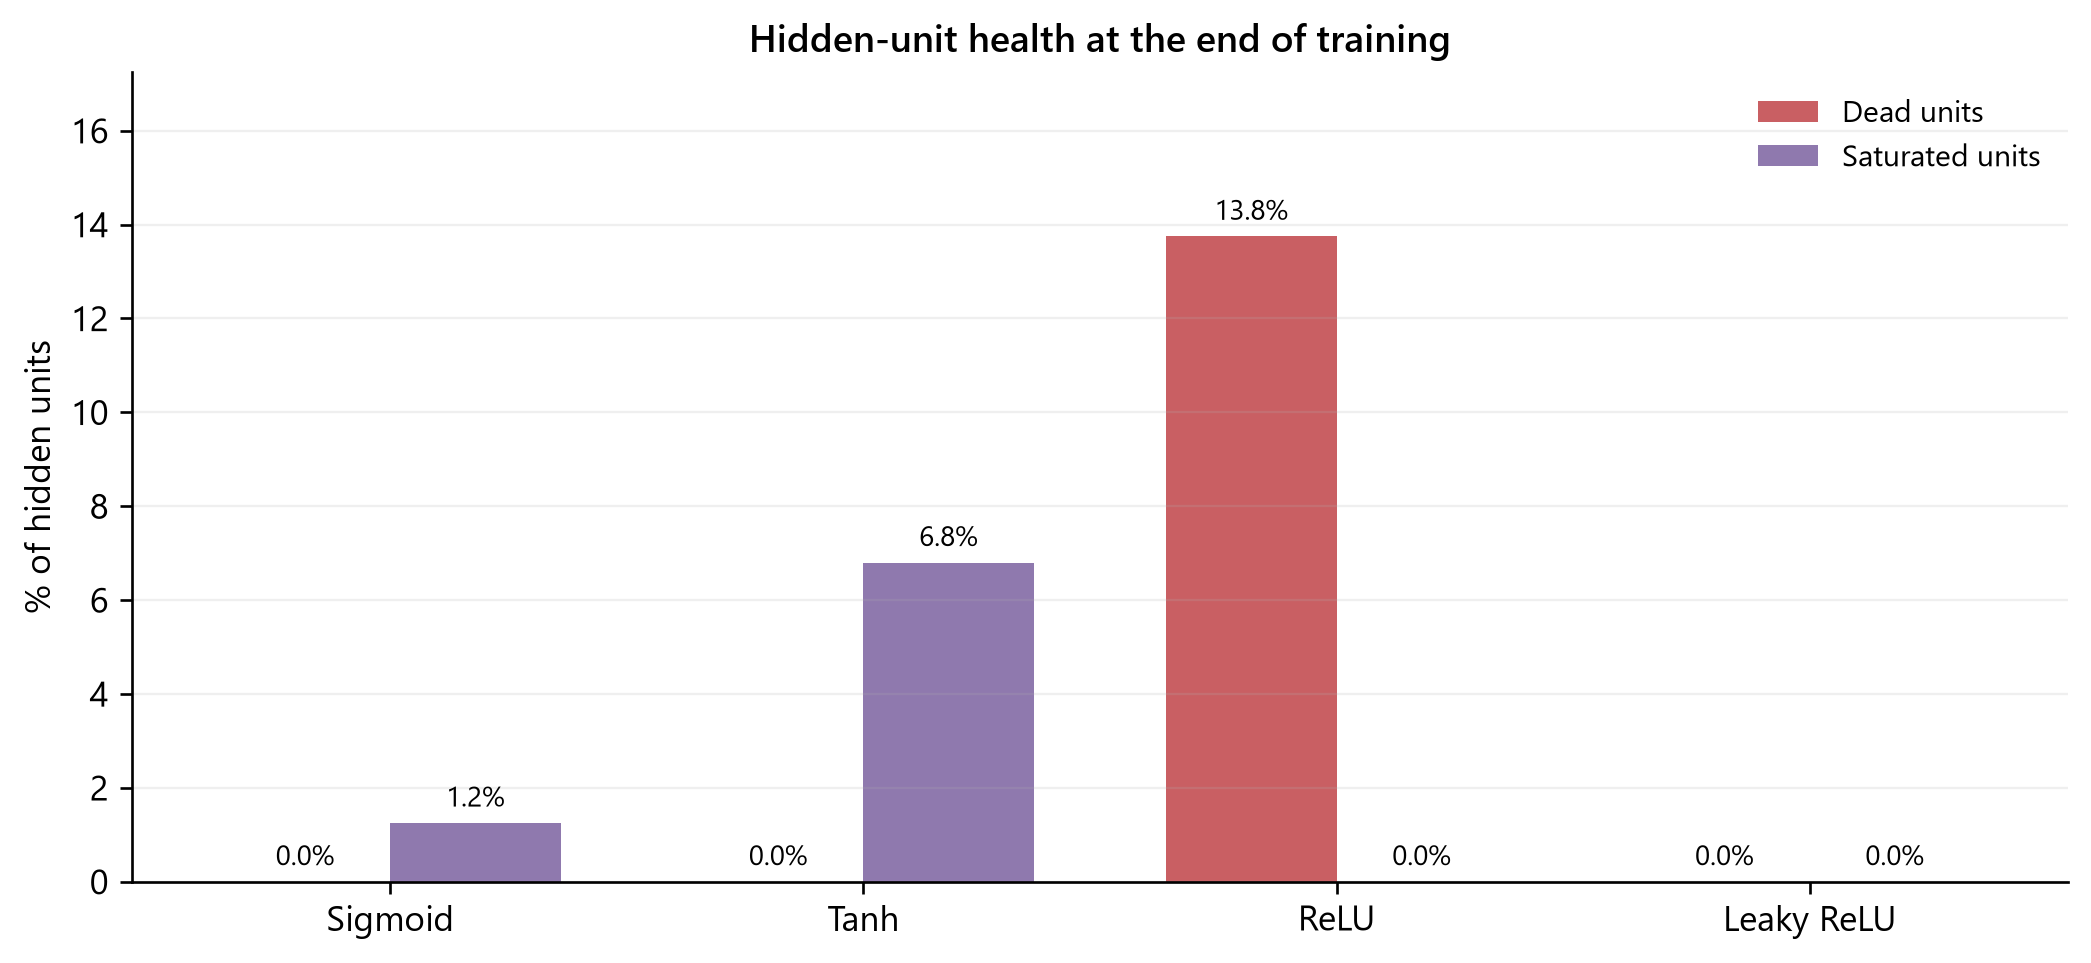 Hidden-unit health at the end of training
% of hidden units
16
14
12
10
8
6
4
2
0
Dead units
Saturated units
0.0%
1.2%
0.0%
6.8%
13.8%
0.0%
0.0%
0.0%
Sigmoid
Tanh
ReLU
Leaky ReLU